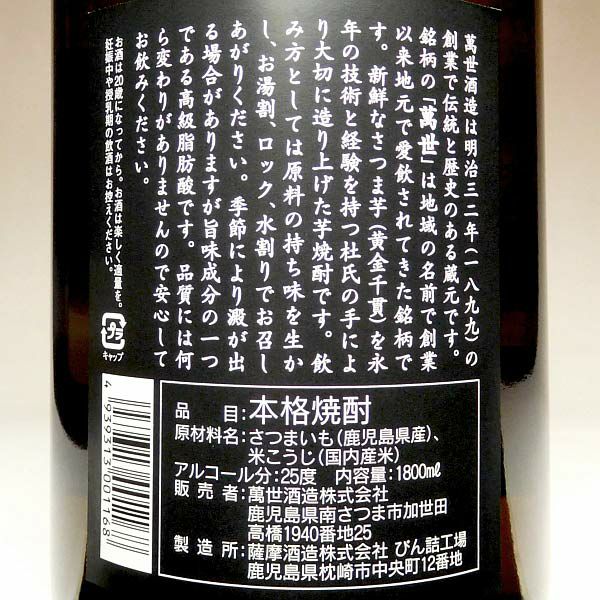 萬世酒造は明治三二年(一八九九)の
創業で伝統と歴史のある蔵元です。
銘柄の「萬世」は地域の名前で創業
以来地元で愛飲されてきた銘柄で
す。新鮮なさつま芋(黄金千貫)を永
年の技術と経験を持つ杜氏の手によ
り大切に造り上げた芋焼酎です。飲
み方としては原料の持ち味を生か
し、お湯割、ロック、水割りでお召し
あがりください。季節により澱が出
る場合がありますが旨味成分の一つ
である高級脂肪酸です。品質には何
ら変わりがありませんので安心して
お飲みください。
お酒は20歳になってから。お酒は楽しく適量を。
妊娠中や授乳期の飲酒はお控えください。
プラ
キャップ
4939313001168
品目:本格焼酎
原材料名:さつまいも(鹿児島県産)、
米こうじ(国内産米)
アルコール分:25度 内容量:1800mℓ
販売者:萬世酒造株式会社
鹿児島県南さつま市加世田
高橋1940番地25
製造所:薩摩酒造株式会社 びん詰工場
鹿児島県枕崎市中央町12番地